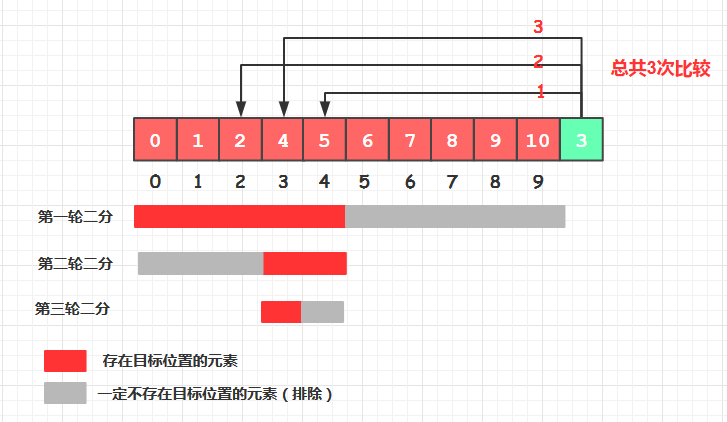 3
2
总共3次比较
1
0 1 2 4 5 6 7 8 9 10 3
0 1 2 3 4 5 6 7 8 9
第一轮二分
第二轮二分
第三轮二分
存在目标位置的元素
一定不存在目标位置的元素（排除）